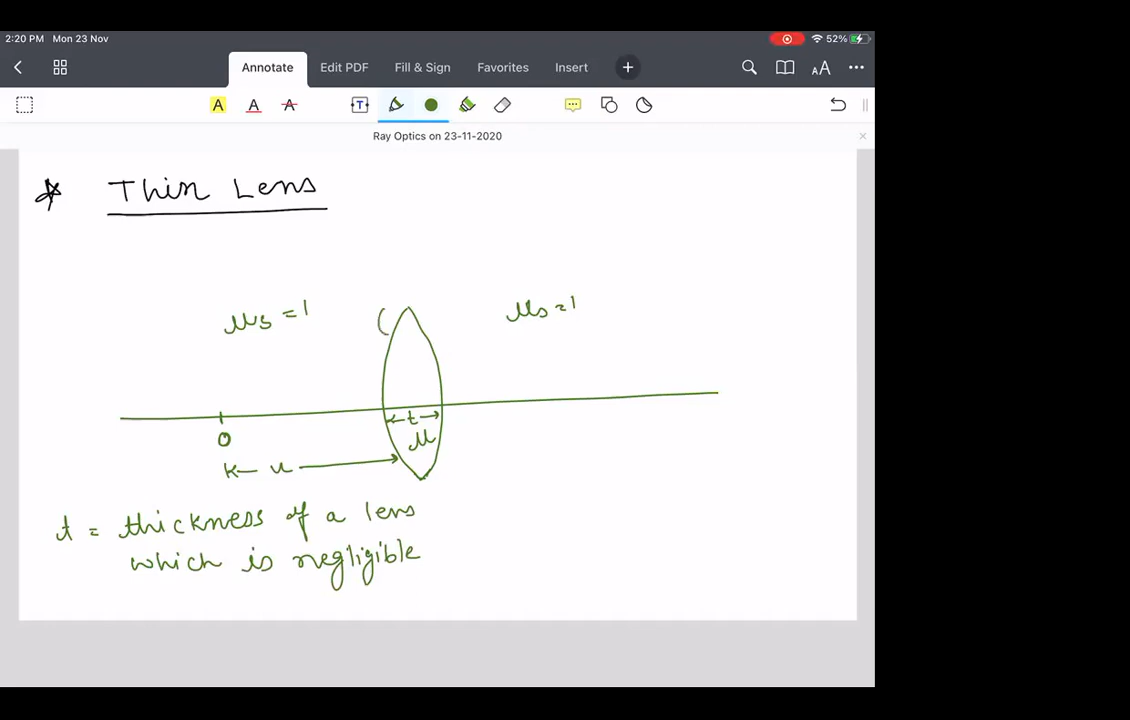 2:20 PM Mon 23 Nov
52%
Annotate Edit PDF Fill & Sign Favorites Insert
A A A T AA
Ray Optics on 23-11-2020
Thin Lens
μs = 1
μs = 1
t
O
μ
u
t = thickness of a lens
which is negligible